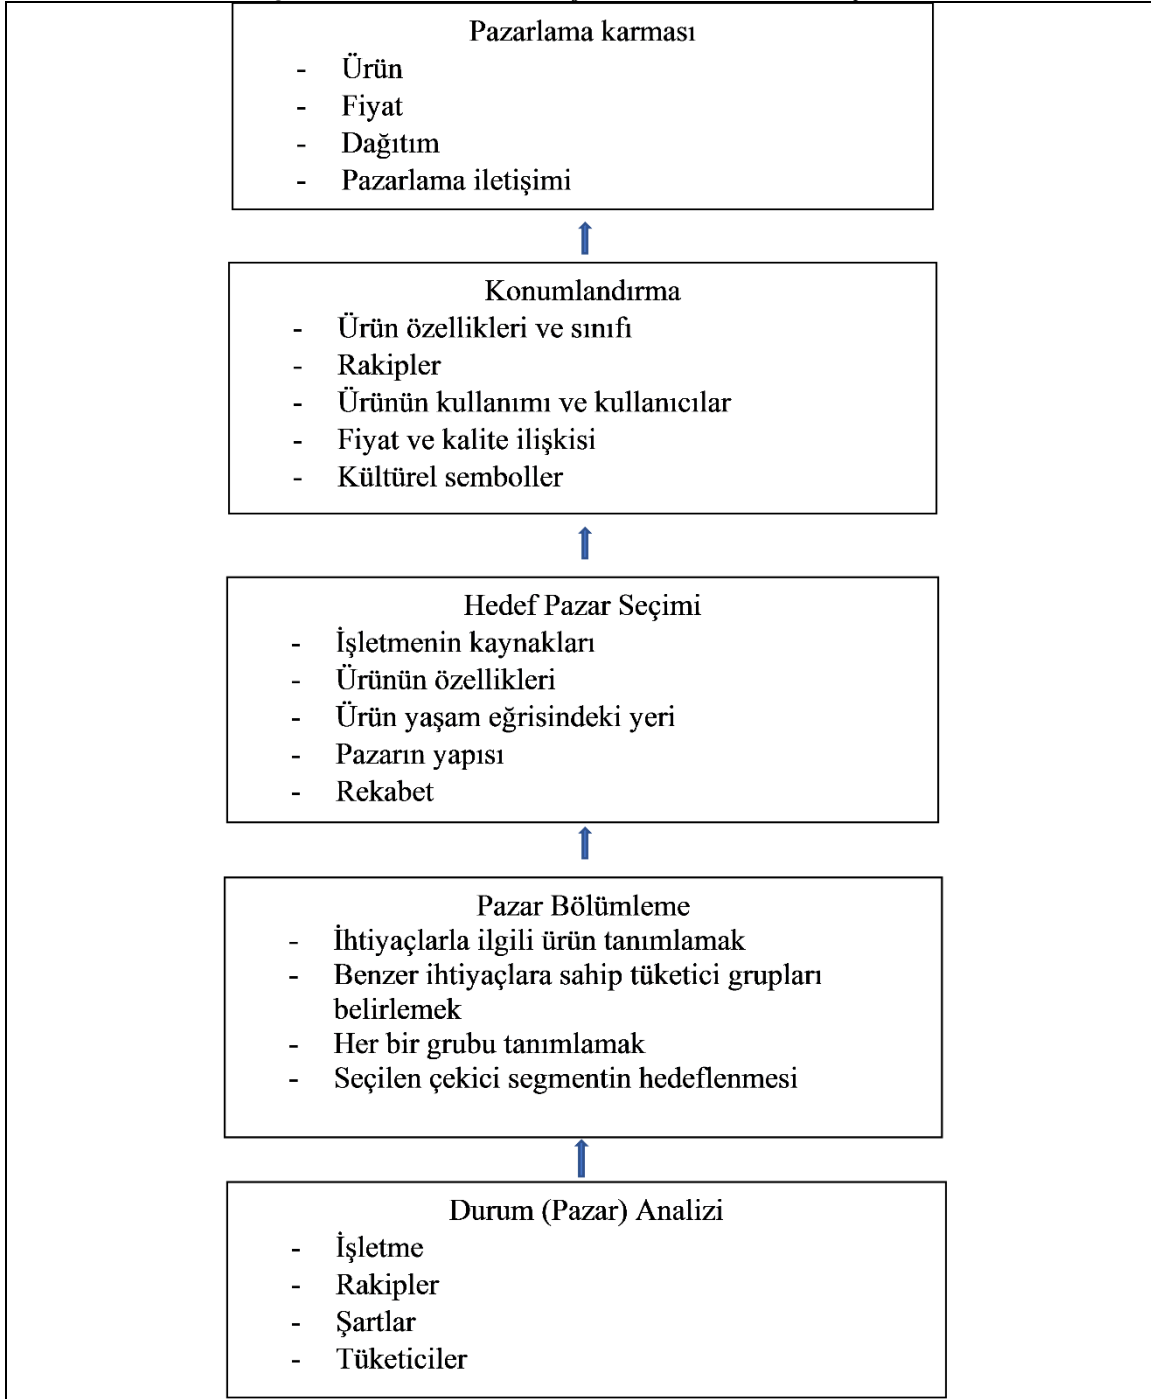 Pazarlama karması
- Ürün
- Fiyat
- Dağıtım
- Pazarlama iletişimi
Konumlandırma
- Ürün özellikleri ve sınıfı
- Rakipler
- Ürünün kullanımı ve kullanıcılar
- Fiyat ve kalite ilişkisi
- Kültürel semboller
Hedef Pazar Seçimi
- İşletmenin kaynakları
- Ürünün özellikleri
- Ürün yaşam eğrisindeki yeri
- Pazarın yapısı
- Rekabet
Pazar Bölümleme
- İhtiyaçlarla ilgili ürün tanımlamak
- Benzer ihtiyaçlara sahip tüketici grupları
belirlemek
- Her bir grubu tanımlamak
- Seçilen çekici segmentin hedeflenmesi
Durum (Pazar) Analizi
- İşletme
- Rakipler
- Şartlar
- Tüketiciler